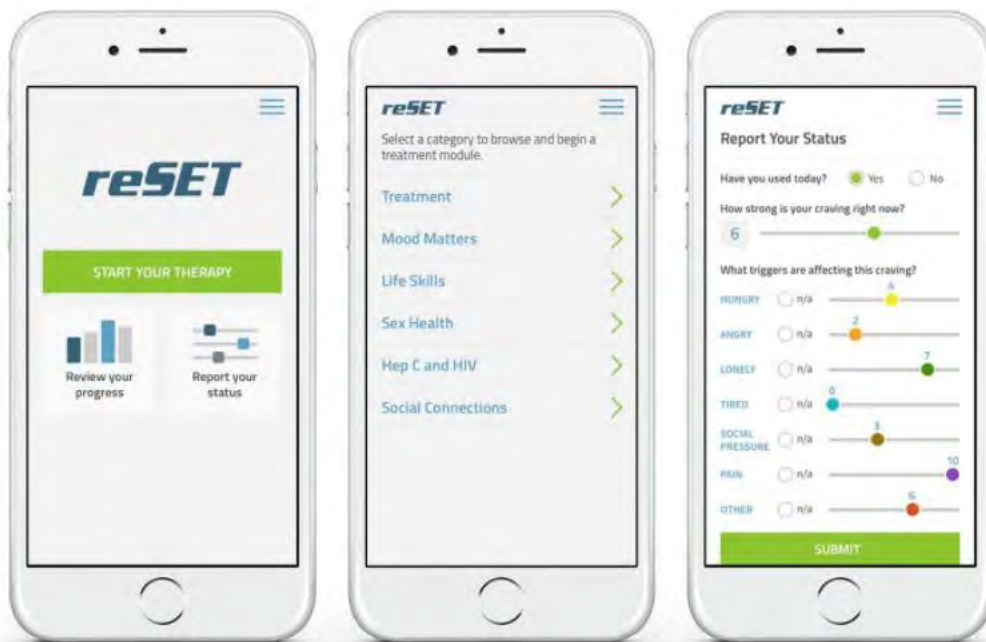 reSET
START YOUR THERAPY
Review your
progress
Report your
status
reSET
Select a category to browse and begin a
treatment module.
Treatment
Mood Matters
Life Skills
Sex Health
Hep C and HIV
Social Connections
reSET
Report Your Status
Have you used today? Yes No
How strong is your craving right now?
6
What triggers are affecting this craving?
4
HUNGRY n/a
2
ANGRY n/a
7
LONELY n/a
0
TIRED n/a
3
SOCIAL
PRESSURE n/a
10
PAIN n/a
6
OTHER n/a
SUBMIT